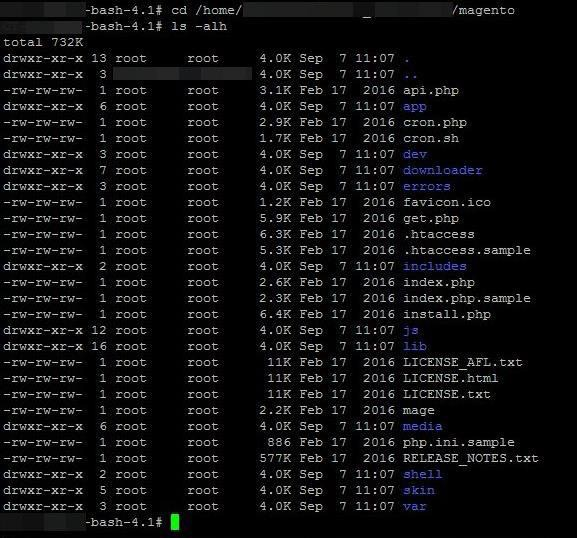 -bash-4.1# cd /home/ _ /magento
-bash-4.1# ls -alh
total 732K
drwxr-xr-x 13 root root 4.0K Sep 7 11:07 .
drwxr-xr-x 3 4.0K Sep 7 11:07 ..
-rw-rw-rw- 1 root root 3.1K Feb 17 2016 api.php
drwxr-xr-x 6 root root 4.0K Sep 7 11:07 app
-rw-rw-rw- 1 root root 2.9K Feb 17 2016 cron.php
-rw-rw-rw- 1 root root 1.7K Feb 17 2016 cron.sh
drwxr-xr-x 3 root root 4.0K Sep 7 11:07 dev
drwxr-xr-x 7 root root 4.0K Sep 7 11:07 downloader
drwxr-xr-x 3 root root 4.0K Sep 7 11:07 errors
-rw-rw-rw- 1 root root 1.2K Feb 17 2016 favicon.ico
-rw-rw-rw- 1 root root 5.9K Feb 17 2016 get.php
-rw-rw-rw- 1 root root 6.3K Feb 17 2016 .htaccess
-rw-rw-rw- 1 root root 5.3K Feb 17 2016 .htaccess.sample
drwxr-xr-x 2 root root 4.0K Sep 7 11:07 includes
-rw-rw-rw- 1 root root 2.6K Feb 17 2016 index.php
-rw-rw-rw- 1 root root 2.3K Feb 17 2016 index.php.sample
-rw-rw-rw- 1 root root 6.4K Feb 17 2016 install.php
drwxr-xr-x 12 root root 4.0K Sep 7 11:07 js
drwxr-xr-x 16 root root 4.0K Sep 7 11:07 lib
-rw-rw-rw- 1 root root 11K Feb 17 2016 LICENSE_AFL.txt
-rw-rw-rw- 1 root root 11K Feb 17 2016 LICENSE.html
-rw-rw-rw- 1 root root 11K Feb 17 2016 LICENSE.txt
-rw-rw-rw- 1 root root 2.2K Feb 17 2016 mage
drwxr-xr-x 6 root root 4.0K Sep 7 11:07 media
-rw-rw-rw- 1 root root 886 Feb 17 2016 php.ini.sample
-rw-rw-rw- 1 root root 577K Feb 17 2016 RELEASE_NOTES.txt
drwxr-xr-x 2 root root 4.0K Sep 7 11:07 shell
drwxr-xr-x 5 root root 4.0K Sep 7 11:07 skin
drwxr-xr-x 3 root root 4.0K Sep 7 11:07 var
-bash-4.1#